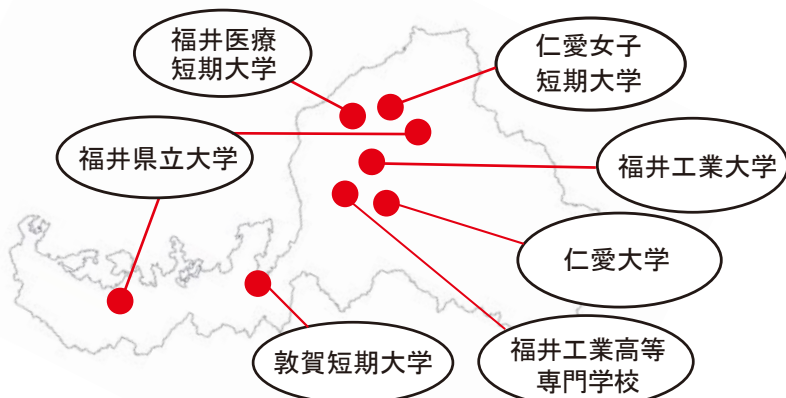 福井医療
短期大学
仁愛女子
短期大学
福井県立大学
福井工業大学
仁愛大学
敦賀短期大学
福井工業高等
専門学校